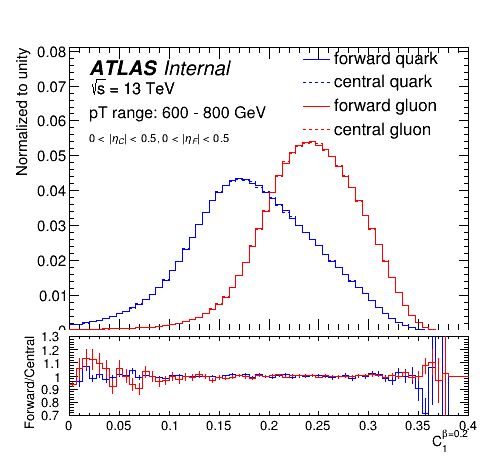 ATLAS Internal
√s = 13 TeV
pT range: 600 - 800 GeV
0 < |η_C| < 0.5, 0 < |η_F| < 0.5
forward quark
central quark
forward gluon
central gluon
Normalized to unity
0.08
0.07
0.06
0.05
0.04
0.03
0.02
0.01
0
Forward/Central
1.3
1.2
1.1
1
0.9
0.8
0.7
0 0.05 0.1 0.15 0.2 0.25 0.3 0.35 0.4
C_1^{β=0.2}